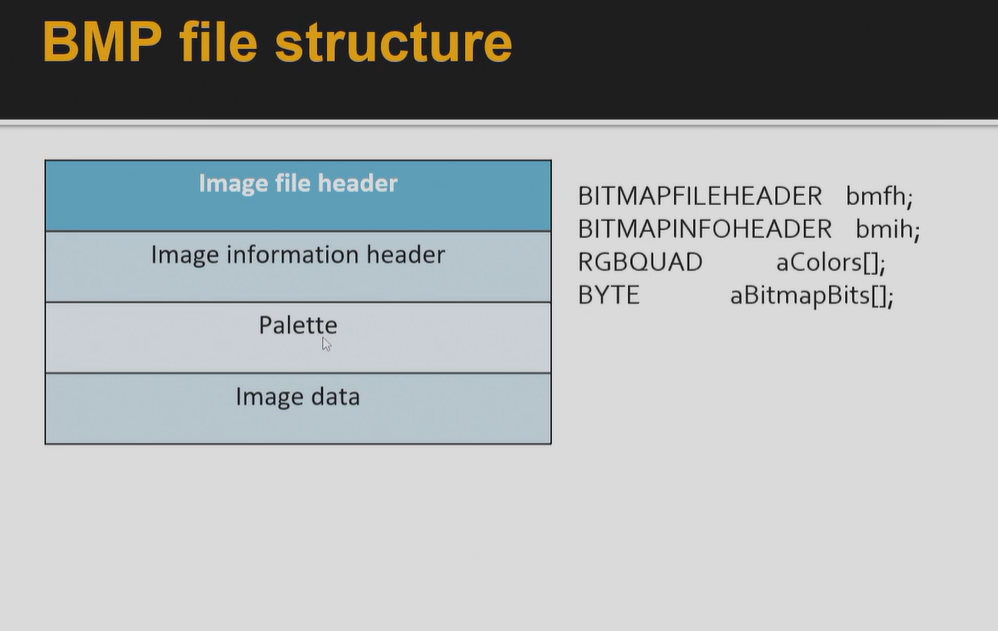 BMP file structure
Image file header
Image information header
Palette
Image data
BITMAPFILEHEADER bmfh;
BITMAPINFOHEADER bmih;
RGBQUAD aColors[];
BYTE aBitmapBits[];